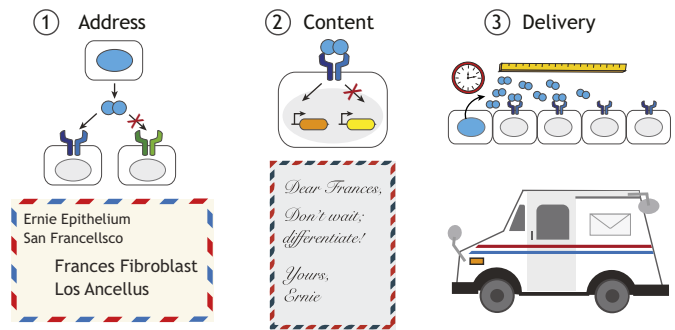 1 Address
2 Content
3 Delivery
Ernie Epithelium
San Francellsco
Frances Fibroblast
Los Ancellus
Dear Frances,
Don't wait;
differentiate!
Yours,
Ernie